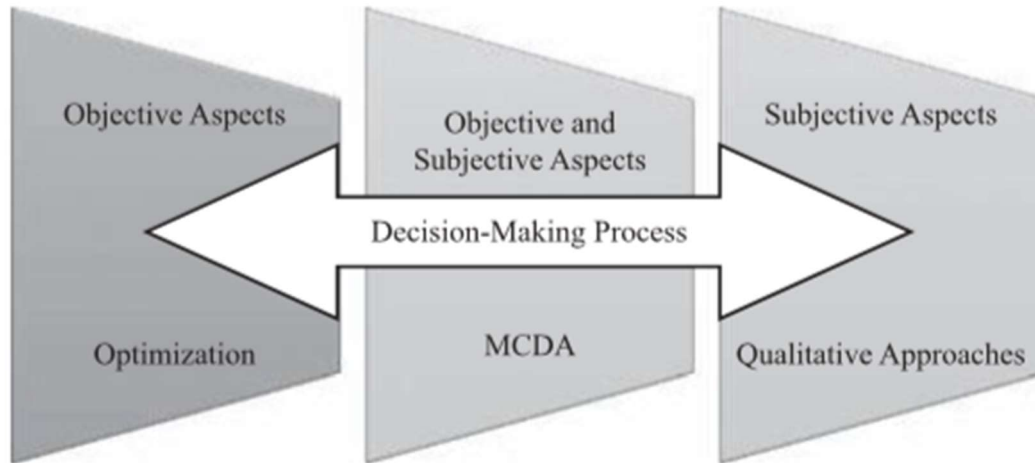 Objective Aspects
Objective and
Subjective Aspects
Subjective Aspects
Decision-Making Process
Optimization
MCDA
Qualitative Approaches